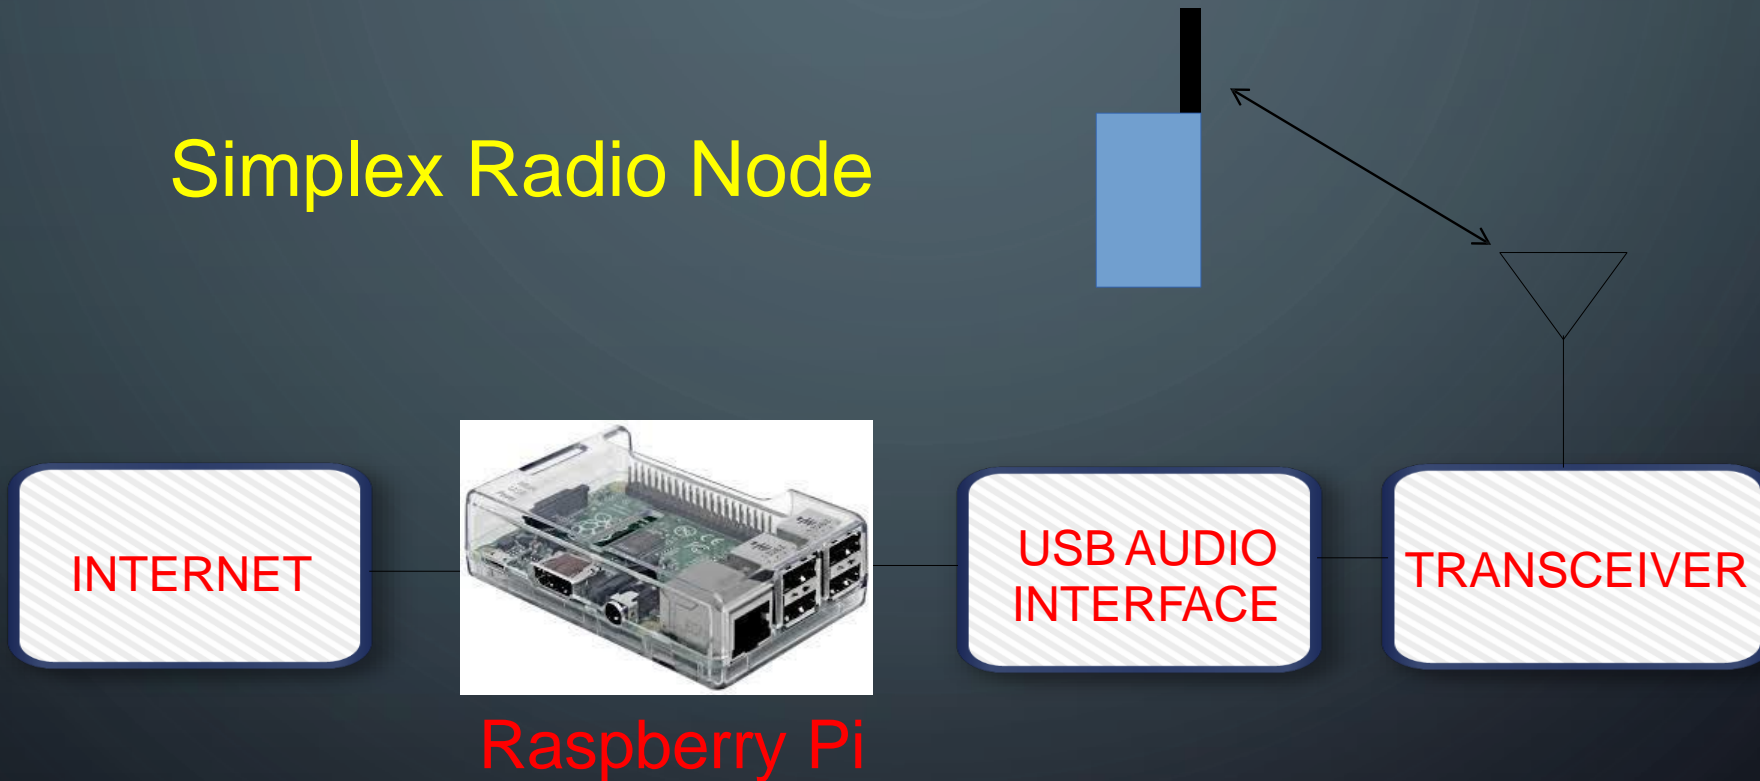 Simplex Radio Node
INTERNET
USB AUDIO
INTERFACE
TRANSCEIVER
Raspberry Pi